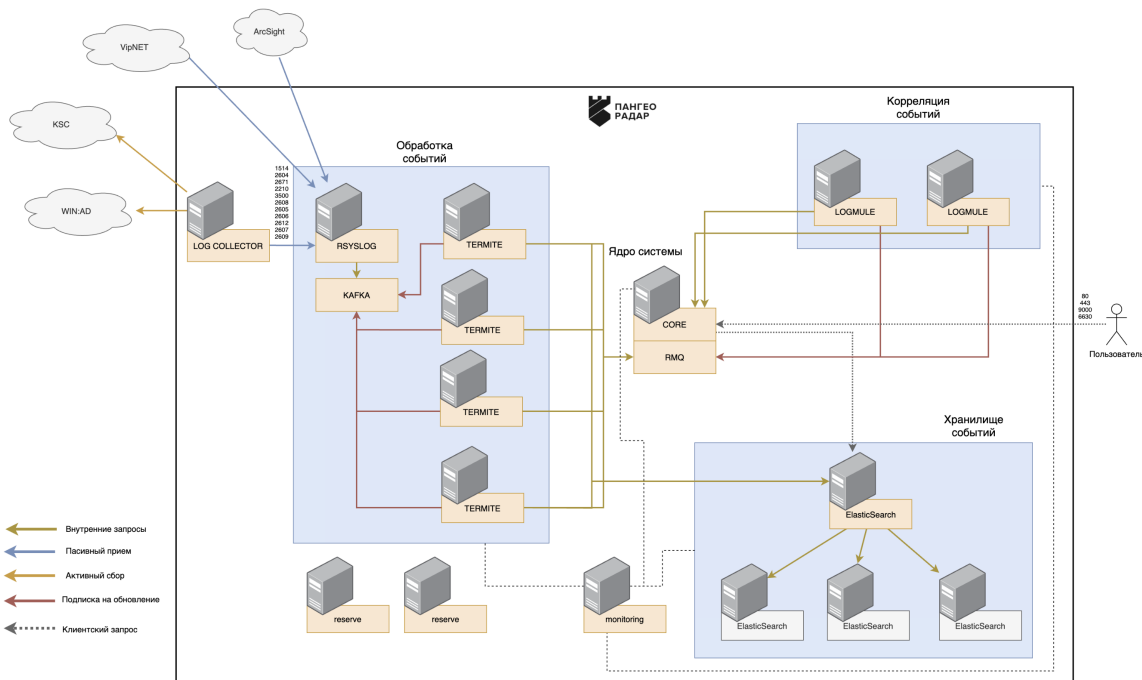 ArcSight
VipNET
KSC
WIN:AD
ПАНГЕО
РАДАР
Корреляция
событий
LOGMULE
LOGMULE
Обработка
событий
1514
2604
2671
2210
3500
2608
2605
2606
2612
2607
2609
LOG COLLECTOR
RSYSLOG
KAFKA
TERMITE
TERMITE
TERMITE
TERMITE
Ядро системы
CORE
RMQ
80
443
9000
6630
Пользователь
Хранилище
событий
ElasticSearch
ElasticSearch
ElasticSearch
ElasticSearch
reserve
reserve
monitoring
Внутренние запросы
Пасивный прием
Активный сбор
Подписка на обновление
Клиентский запрос